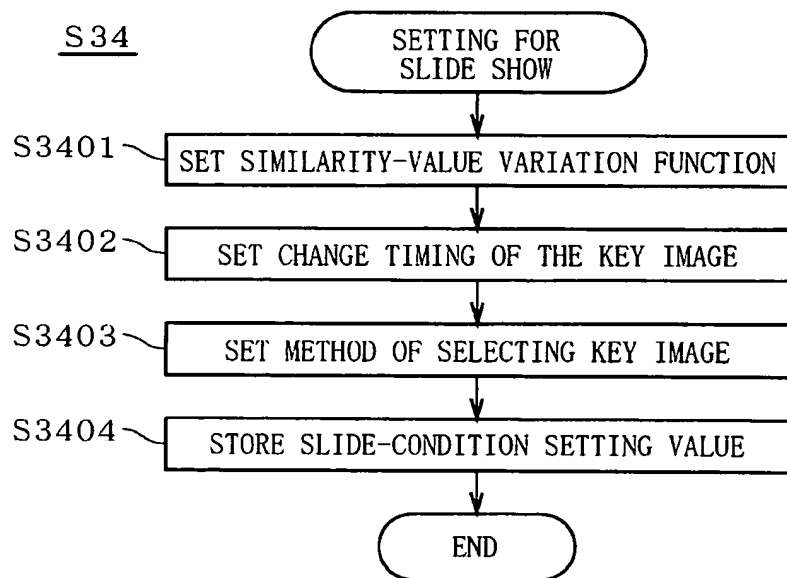 S34
SETTING FOR
SLIDE SHOW
S3401
SET SIMILARITY-VALUE VARIATION FUNCTION
S3402
SET CHANGE TIMING OF THE KEY IMAGE
S3403
SET METHOD OF SELECTING KEY IMAGE
S3404
STORE SLIDE-CONDITION SETTING VALUE
END